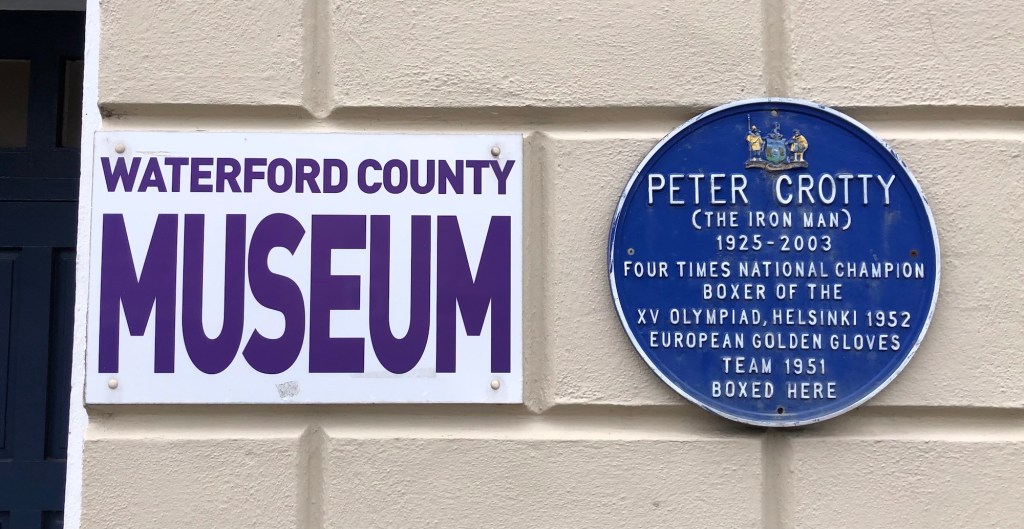 WATERFORD COUNTY
MUSEUM
PETER CROTTY
(THE IRON MAN)
1925-2003
FOUR TIMES NATIONAL CHAMPION
BOXER OF THE
XV OLYMPIAD, HELSINKI 1952
EUROPEAN GOLDEN GLOVES
TEAM 1951
BOXED HERE